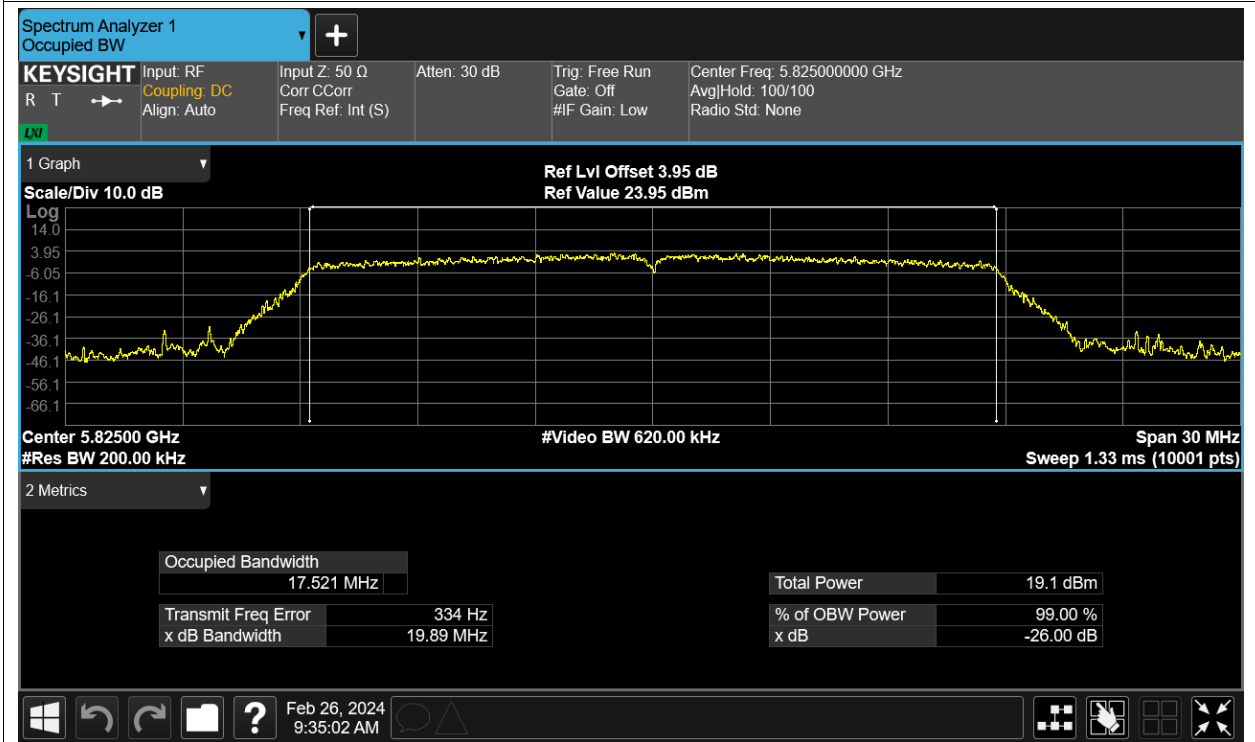 Spectrum Analyzer 1
Occupied BW
KEYSIGHT
R T
LXI
Input: RF
Coupling: DC
Align: Auto
Input Z: 50 Ω
Corr CCorr
Freq Ref: Int (S)
Atten: 30 dB
Trig: Free Run
Gate: Off
#IF Gain: Low
Center Freq: 5.825000000 GHz
Avg|Hold: 100/100
Radio Std: None
1 Graph
Scale/Div 10.0 dB
Ref Lvl Offset 3.95 dB
Ref Value 23.95 dBm
Log
14.0
3.95
-6.05
-16.1
-26.1
-36.1
-46.1
-56.1
-66.1
Center 5.82500 GHz
#Res BW 200.00 kHz
#Video BW 620.00 kHz
Span 30 MHz
Sweep 1.33 ms (10001 pts)
2 Metrics
Occupied Bandwidth
17.521 MHz
Transmit Freq Error 334 Hz
x dB Bandwidth 19.89 MHz
Total Power 19.1 dBm
% of OBW Power 99.00 %
x dB -26.00 dB
?
Feb 26, 2024
9:35:02 AM